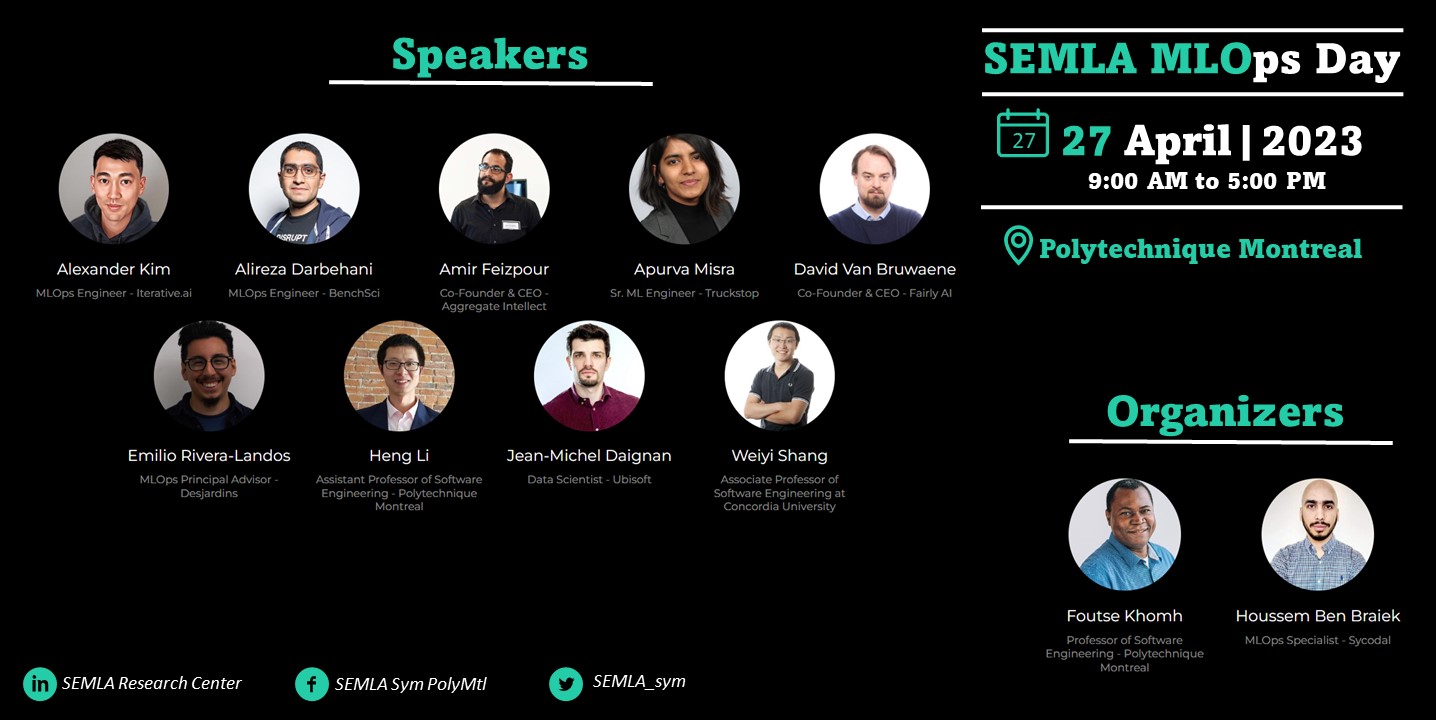 Speakers
Alexander Kim
MLOps Engineer - Iterative.ai
Alireza Darbehani
MLOps Engineer - BenchSci
Amir Feizpour
Co-Founder & CEO -
Aggregate Intellect
Apurva Misra
Sr. ML Engineer - Truckstop
David Van Bruwaene
Co-Founder & CEO - Fairly AI
Emilio Rivera-Landos
MLOps Principal Advisor -
Desjardins
Heng Li
Assistant Professor of Software
Engineering - Polytechnique
Montreal
Jean-Michel Daignan
Data Scientist - Ubisoft
Weiyi Shang
Associate Professor of
Software Engineering at
Concordia University
SEMLA MLOps Day
27
27 April | 2023
9:00 AM to 5:00 PM
Polytechnique Montreal
Organizers
Foutse Khomh
Professor of Software
Engineering - Polytechnique
Montreal
Houssem Ben Braiek
MLOps Specialist - Sycodal
in SEMLA Research Center
f SEMLA Sym PolyMtl
SEMLA_sym